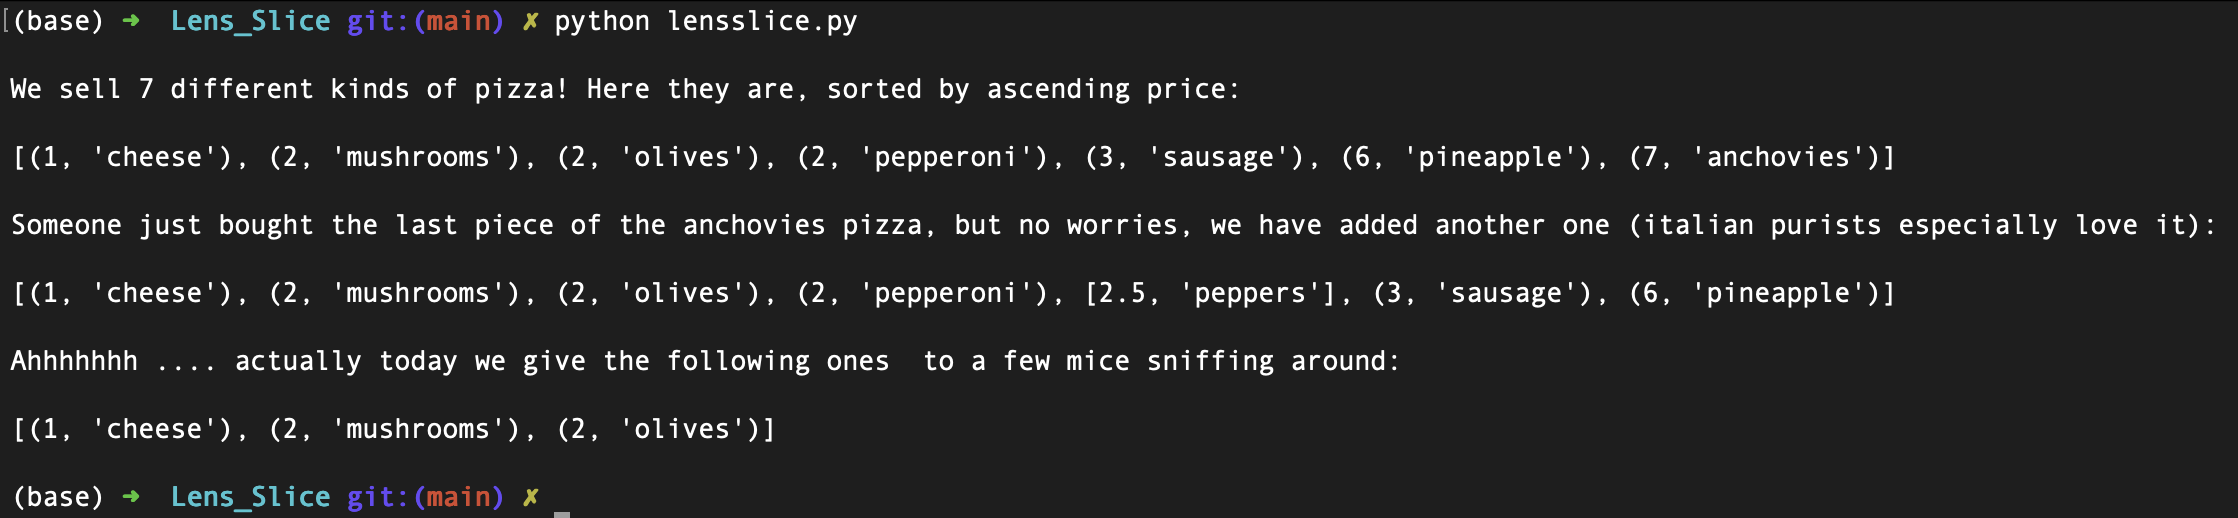 [(base) ➜  Lens_Slice git:(main) ✗ python lensslice.py
We sell 7 different kinds of pizza! Here they are, sorted by ascending price:
[(1, 'cheese'), (2, 'mushrooms'), (2, 'olives'), (2, 'pepperoni'), (3, 'sausage'), (6, 'pineapple'), (7, 'anchovies')]
Someone just bought the last piece of the anchovies pizza, but no worries, we have added another one (italian purists especially love it):
[(1, 'cheese'), (2, 'mushrooms'), (2, 'olives'), (2, 'pepperoni'), [2.5, 'peppers'], (3, 'sausage'), (6, 'pineapple')]
Ahhhhhhh .... actually today we give the following ones  to a few mice sniffing around:
[(1, 'cheese'), (2, 'mushrooms'), (2, 'olives')]
(base) ➜  Lens_Slice git:(main) ✗